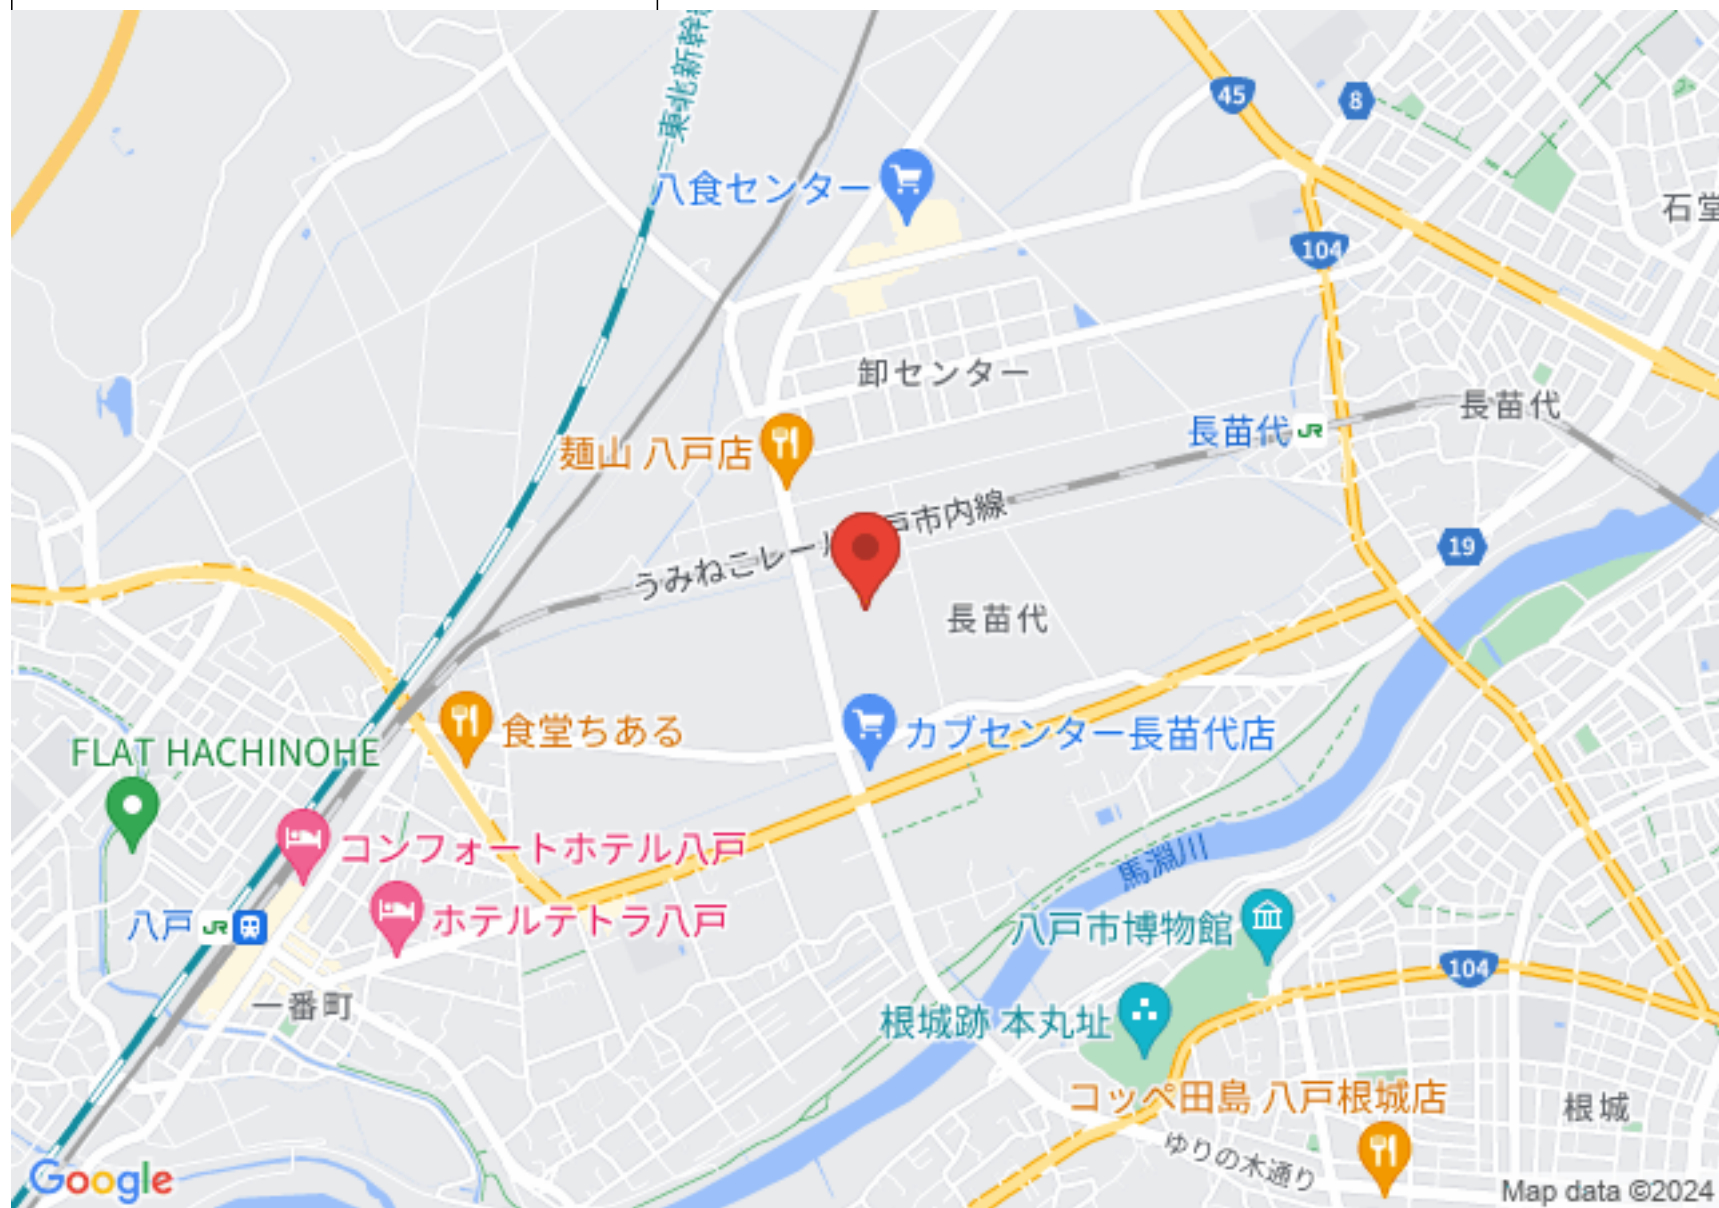 東北新幹
45
8
八食センター
石堂
104
卸センター
長苗代
長苗代 JR
麺山 八戸店
戸市内線
うみねこレール
19
長苗代
食堂ちある
カブセンター長苗代店
FLAT HACHINOHE
コンフォートホテル八戸
馬淵川
ホテルテトラ八戸
八戸 JR
八戸市博物館
104
一番町
根城跡 本丸址
コッペ田島 八戸根城店
根城
ゆりの木通り
Google
Map data ©2024